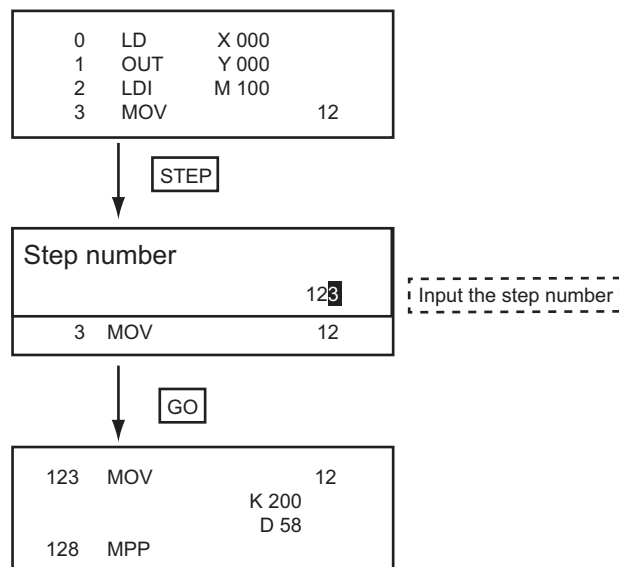 0 LD X 000
1 OUT Y 000
2 LDI M 100
3 MOV 12
STEP
Step number
123
Input the step number
3 MOV 12
GO
123 MOV 12
K 200
D 58
128 MPP